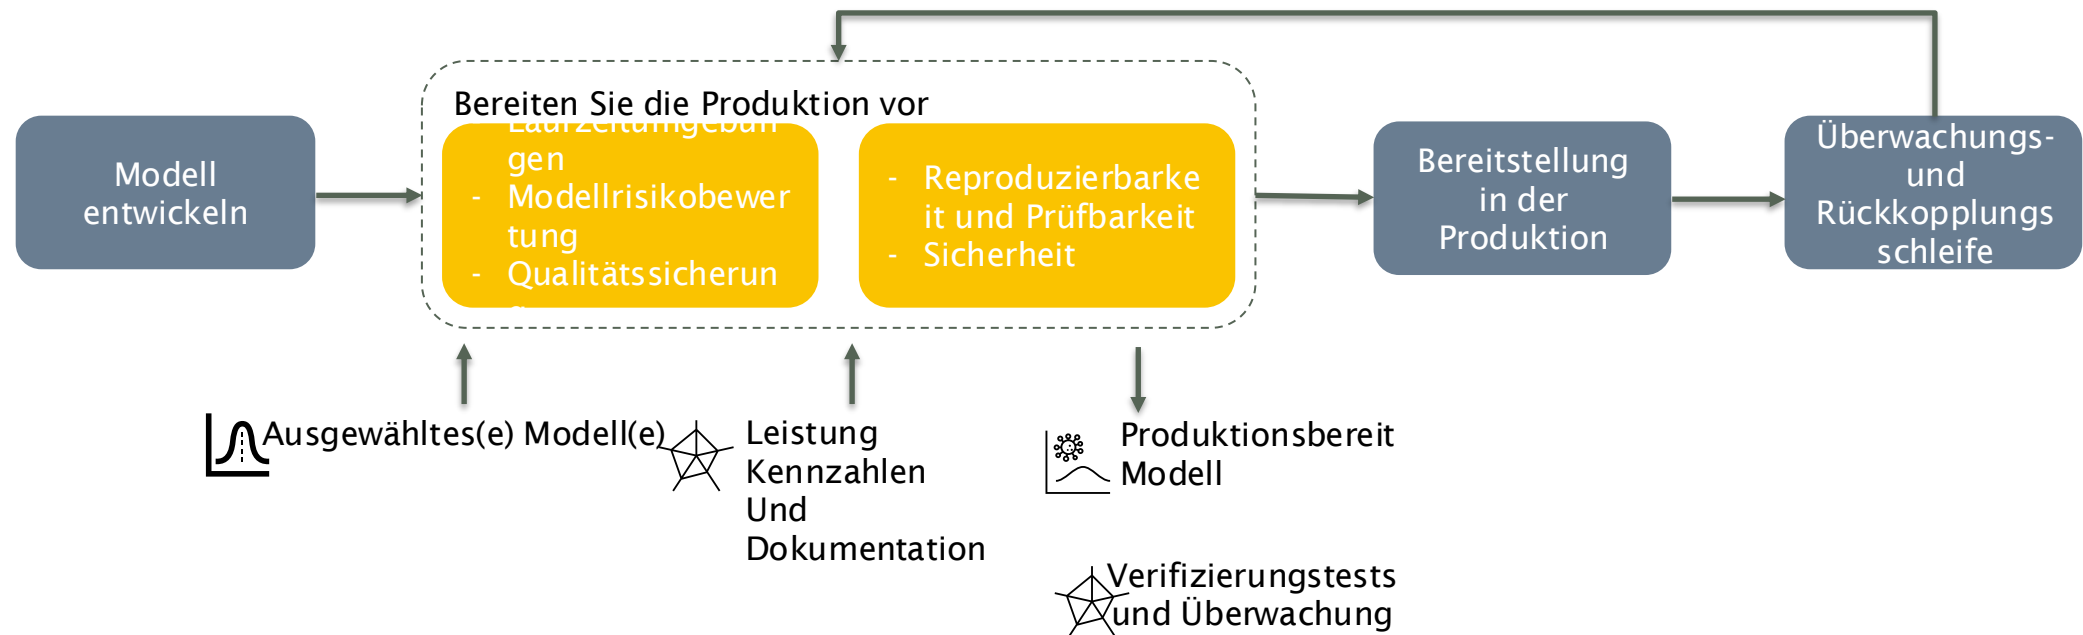 Bereiten Sie die Produktion vor
Modell
entwickeln
Laufzeitumgebun
gen
- Modellrisikobewer
tung
- Qualitätssicherun
g
- Reproduzierbarke
it und Prüfbarkeit
- Sicherheit
Bereitstellung
in der
Produktion
Überwachungs-
und
Rückkopplungs
schleife
Ausgewähltes(e) Modell(e)
Leistung
Kennzahlen
Und
Dokumentation
Produktionsbereit
Modell
Verifizierungstests
und Überwachung